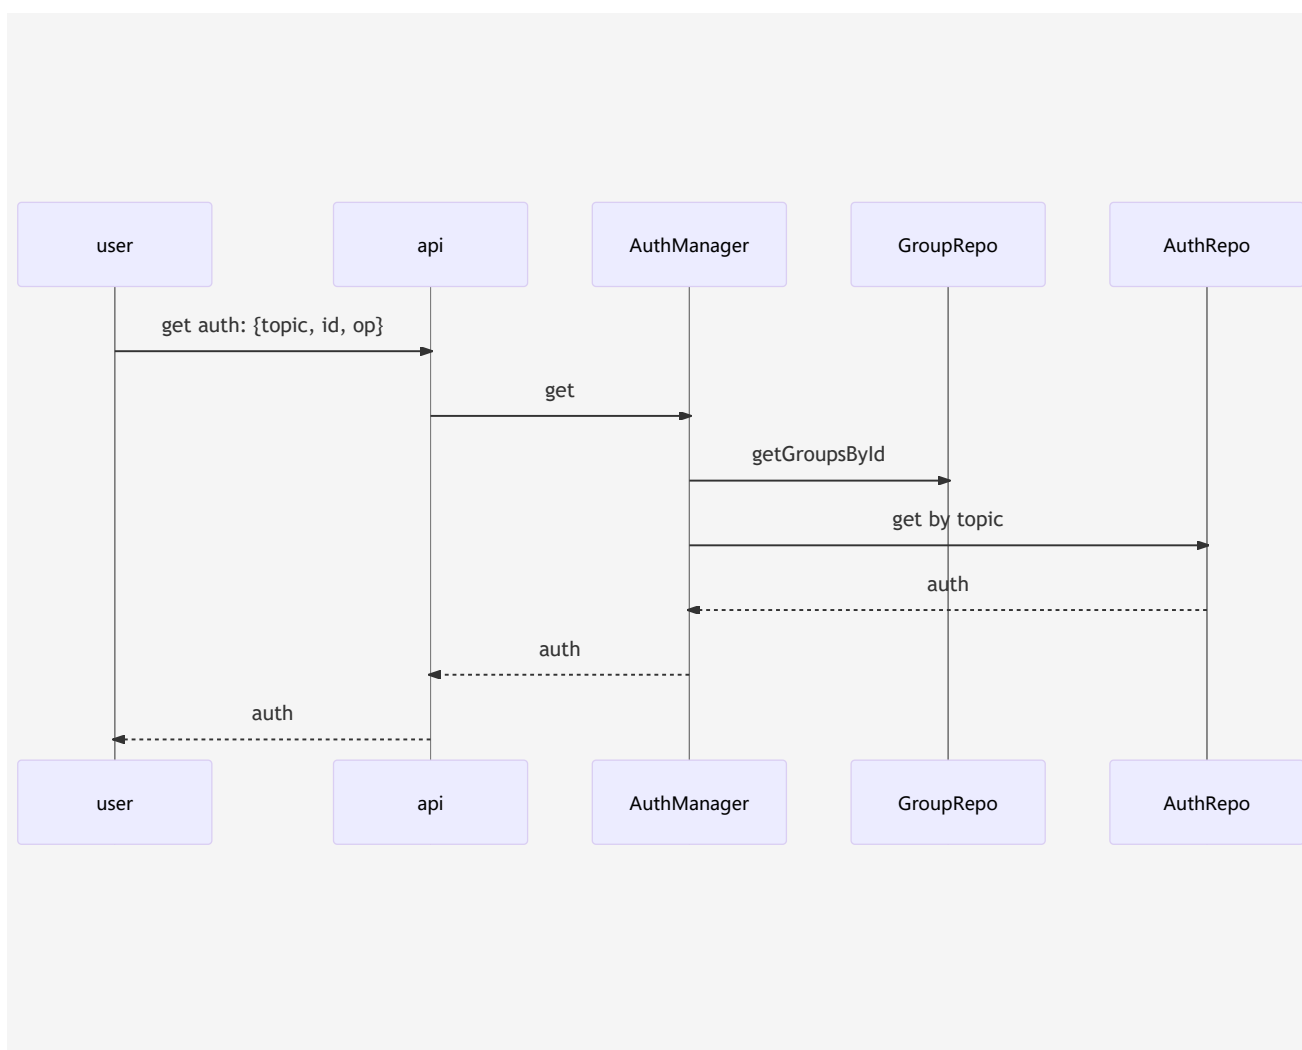 user
api
AuthManager
GroupRepo
AuthRepo
get auth: {topic, id, op}
get
getGroupsById
get by topic
auth
auth
auth
user
api
AuthManager
GroupRepo
AuthRepo